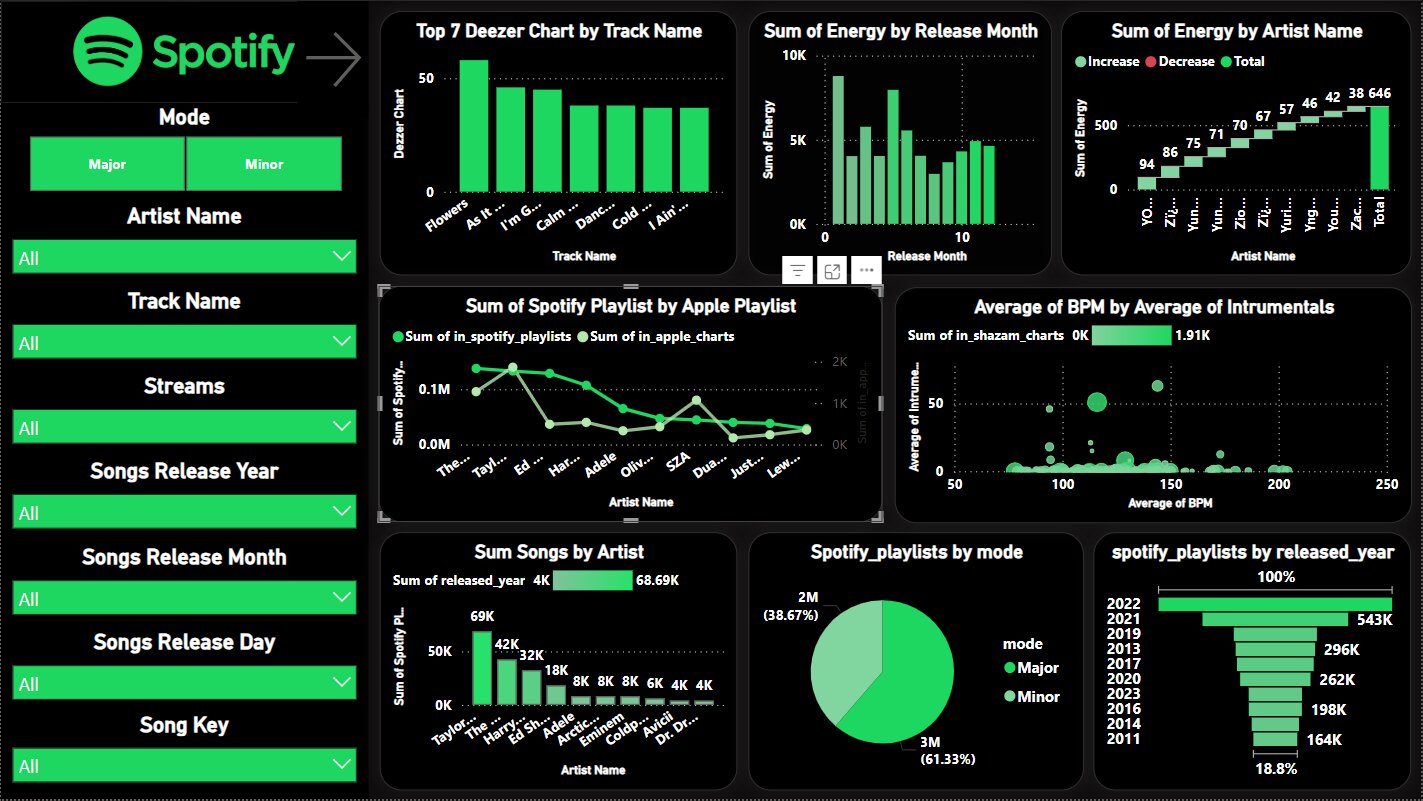 Spotify
Mode
Major
Minor
Artist Name
All
Track Name
All
Streams
All
Songs Release Year
All
Songs Release Month
All
Songs Release Day
All
Song Key
All
Top 7 Deezer Chart by Track Name
Deezer Chart
50
0
Flowers
As It ...
I'm G...
Calm ...
Danc...
Cold ...
I Ain' ...
Track Name
Sum of Energy by Release Month
Sum of Energy
10K
5K
0K
0
10
Release Month
Sum of Energy by Artist Name
Increase
Decrease
Total
Sum of Energy
500
0
94
86
75
71
70
67
57
46
42
38
646
YO...
Zï¿...
Yun...
Yun...
Zio...
Zï¿...
Yuri...
Yng...
You...
Zac...
Total
Artist Name
Sum of Spotify Playlist by Apple Playlist
Sum of in_spotify_playlists
Sum of in_apple_charts
Sum of Spotify...
0.1M
0.0M
2K
1K
0K
Sum of in_app...
The...
Tayl...
Ed ...
Har...
Adele
Oliv...
SZA
Dua...
Just...
Lew...
Artist Name
Average of BPM by Average of Intrumentals
Sum of in_shazam_charts
0K
1.91K
Average of Intrume...
50
0
50
100
150
200
250
Average of BPM
Sum Songs by Artist
Sum of released_year
4K
68.69K
Sum of Spotify Pl...
50K
0K
69K
42K
32K
18K
8K
8K
8K
6K
4K
4K
Taylor...
The ...
Harry...
Ed Sh...
Adele
Arctic...
Eminem
Coldp...
Avicii
Dr. Dr...
Artist Name
Spotify_playlists by mode
2M
(38.67%)
3M
(61.33%)
mode
Major
Minor
spotify_playlists by released_year
100%
2022
2021
543K
2019
2013
296K
2017
2020
262K
2023
2016
198K
2014
2011
164K
18.8%